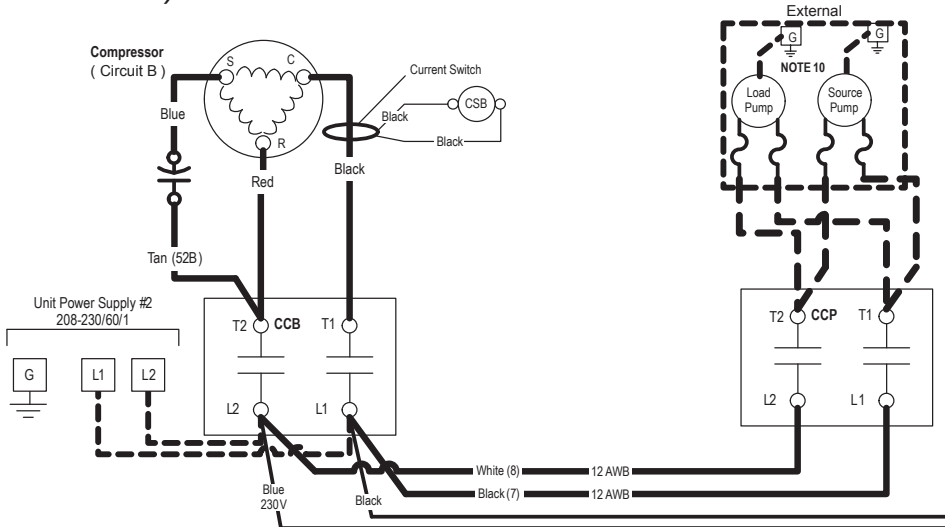 Compressor
( Circuit B )
S
C
R
Blue
Red
Black
Current Switch
Black
CSB
Black
Tan (52B)
Unit Power Supply #2
208-230/60/1
G
L1
L2
T2
CCB
T1
L2
L1
Blue
230V
Black
White (8)
12 AWB
Black (7)
12 AWB
External
G
G
NOTE 10
Load
Pump
Source
Pump
T2
CCP
T1
L2
L1